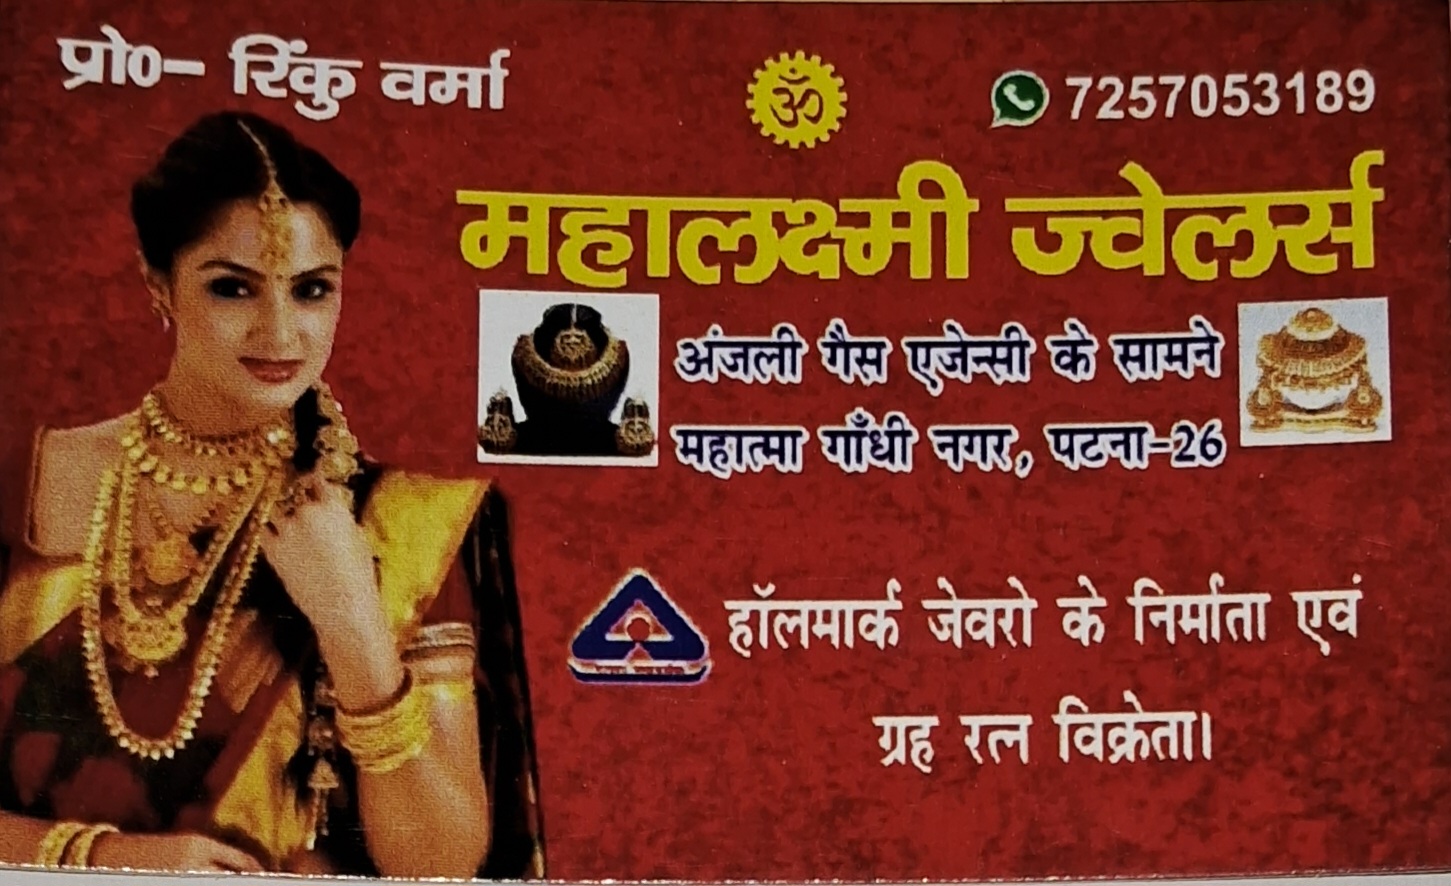 प्रो०- रिंकु वर्मा
7257053189
महालक्ष्मी ज्वेलर्स
अंजली गैस एजेन्सी के सामने
महात्मा गाँधी नगर, पटना-26
हॉलमार्क जेवरो के निर्माता एवं
ग्रह रत्न विक्रेता।